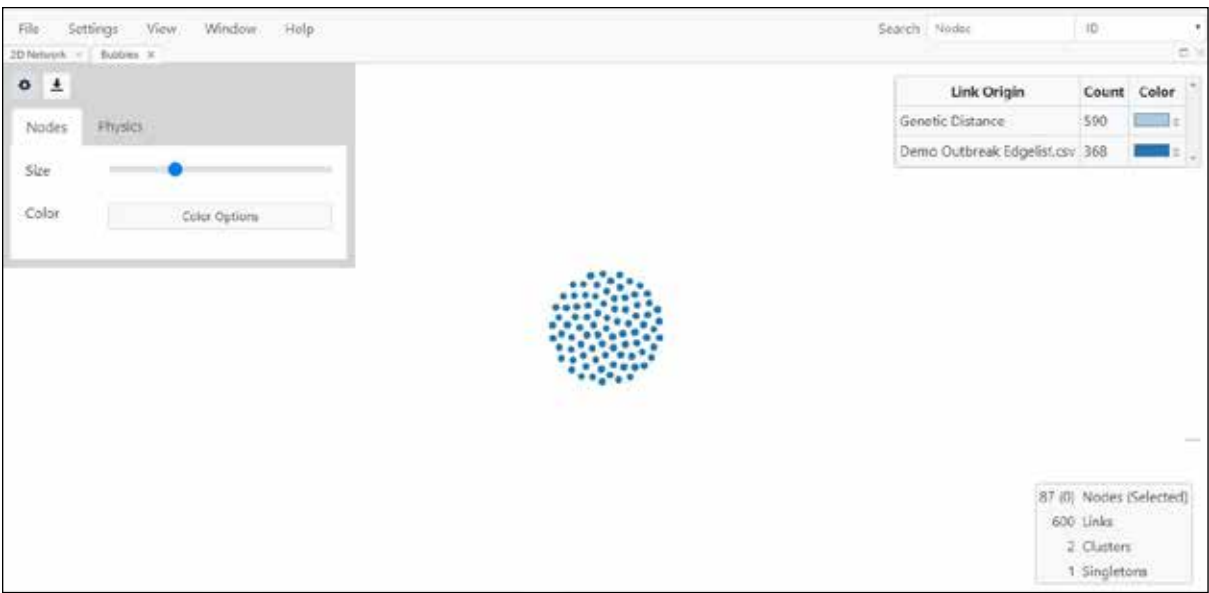 File Settings View Window Help Search Nodes ID
2D Network Bubbles
Link Origin Count Color
Genetic Distance 590
Demo Outbreak Edgelist.csv 368
Nodes Physics
Size
Color Color Options
87 (0) Nodes (Selected)
600 Links
2 Clusters
1 Singletons